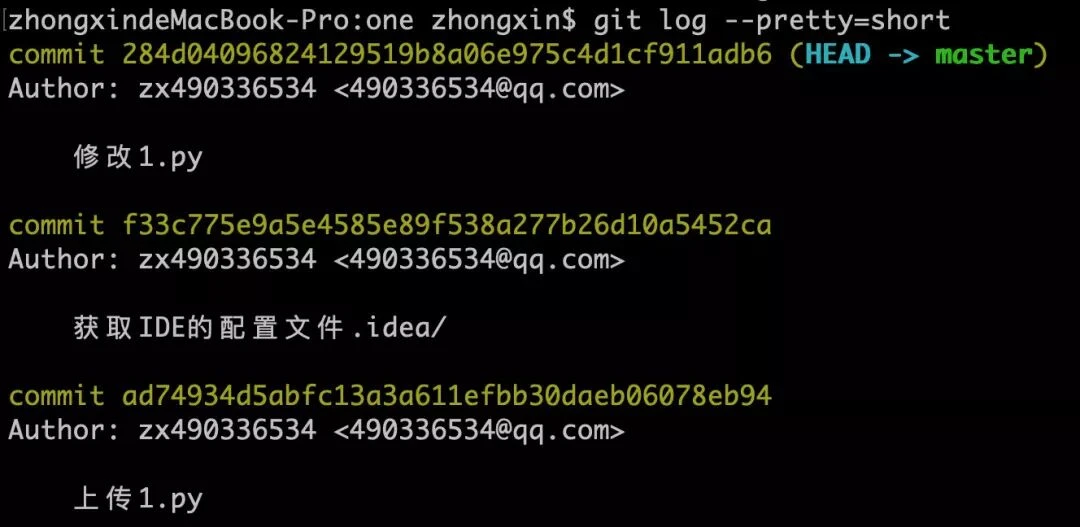 zhongxindeMacBook-Pro:one zhongxin$ git log --pretty=short
commit 284d04096824129519b8a06e975c4d1cf911adb6 (HEAD -> master)
Author: zx490336534 <490336534@qq.com>
修改1.py
commit f33c775e9a5e4585e89f538a277b26d10a5452ca
Author: zx490336534 <490336534@qq.com>
获取IDE的配置文件.idea/
commit ad74934d5abfc13a3a611efbb30daeb06078eb94
Author: zx490336534 <490336534@qq.com>
上传1.py